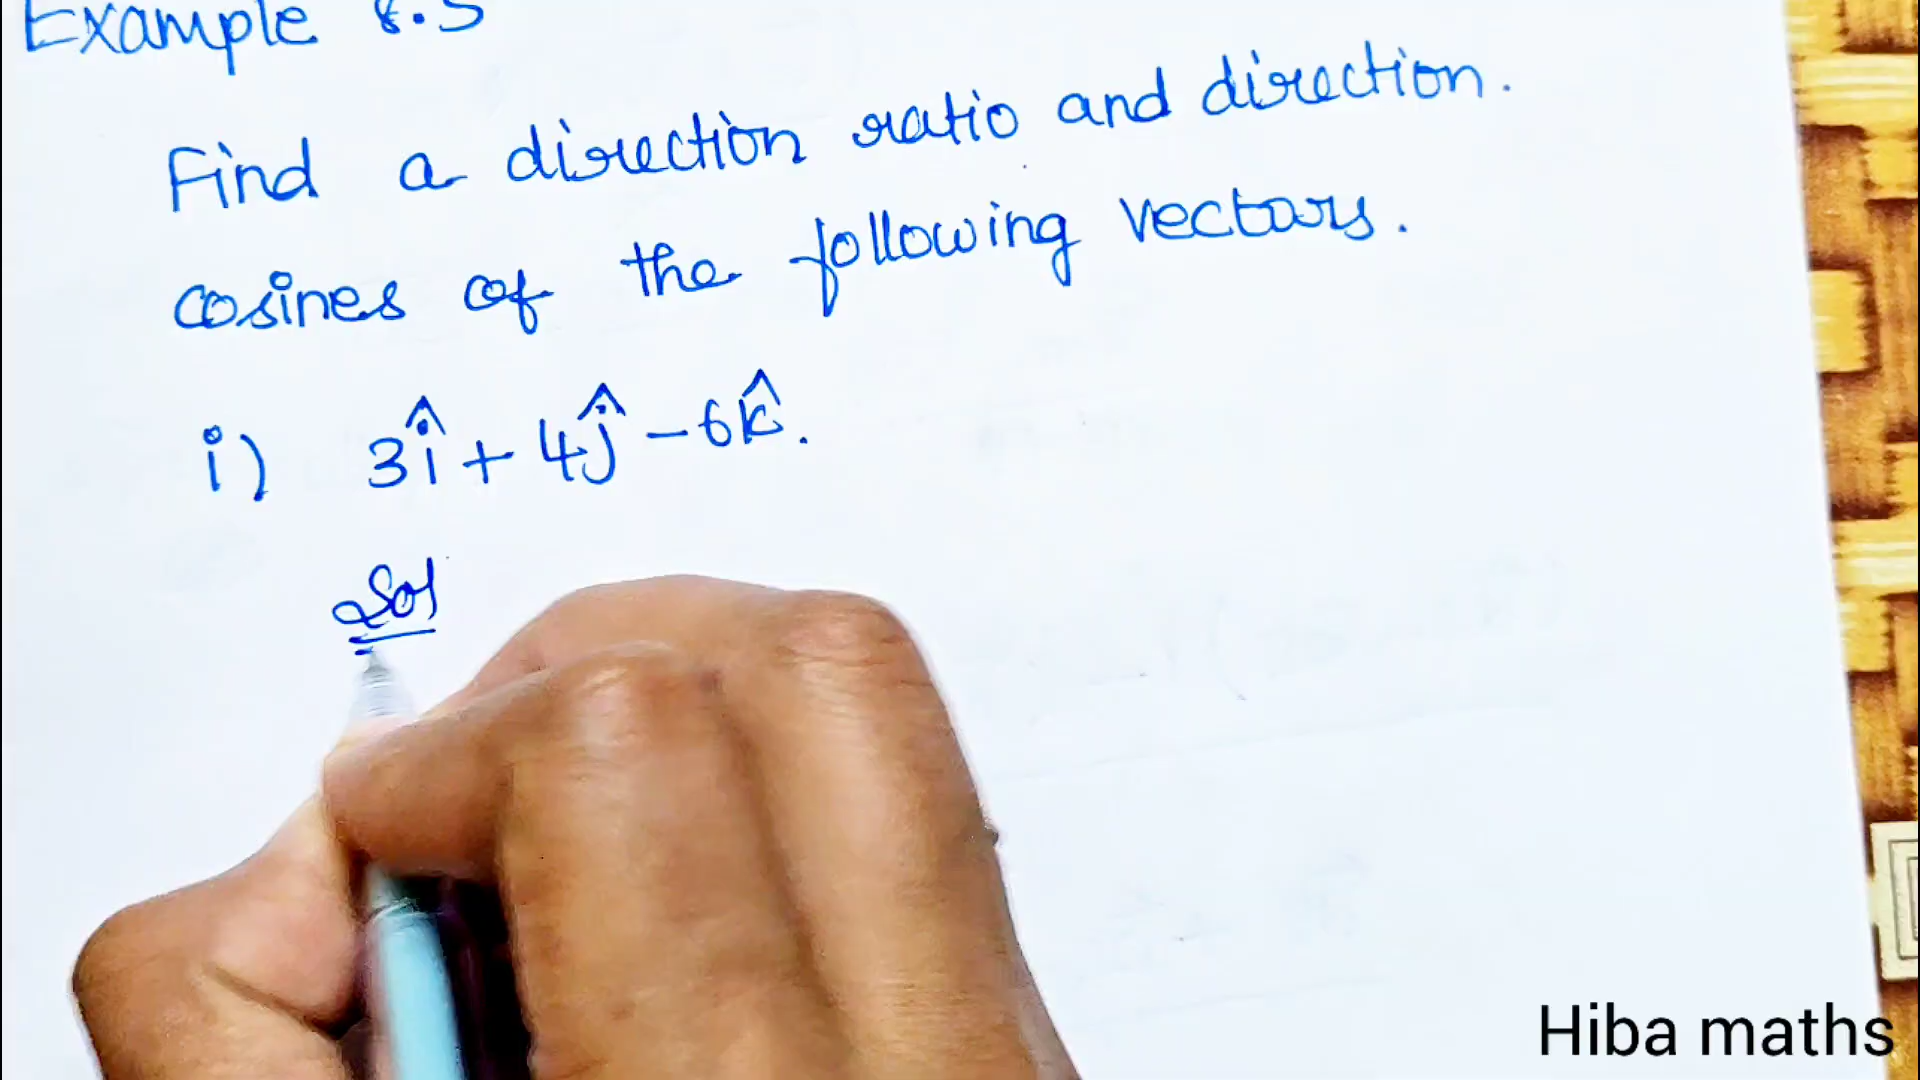 Example 8.5
Find a direction ratio and direction.
cosines of the following vectors.
i) 3î + 4ĵ - 6k̂.
Sol
Hiba maths